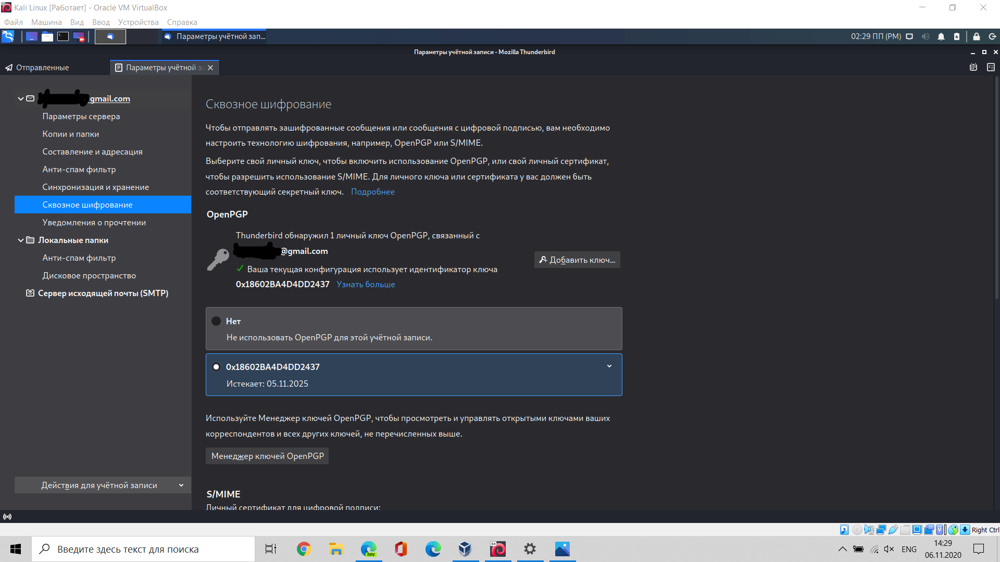 Kali Linux [Работает] - Oracle VM VirtualBox
Файл Машина Вид Ввод Устройства Справка
Параметры учётной зап... 02:29 ПП (PM)
Параметры учётной записи - Mozilla Thunderbird
Отправленные Параметры учётной за
gmail.com
Параметры сервера
Копии и папки
Составление и адресация
Анти-спам фильтр
Синхронизация и хранение
Сквозное шифрование
Уведомления о прочтении
Локальные папки
Анти-спам фильтр
Дисковое пространство
Сервер исходящей почты (SMTP)
Действия для учётной записи
Сквозное шифрование
Чтобы отправлять зашифрованные сообщения или сообщения с цифровой подписью, вам необходимо
настроить технологию шифрования, например, OpenPGP или S/MIME.
Выберите свой личный ключ, чтобы включить использование OpenPGP, или свой личный сертификат,
чтобы разрешить использование S/MIME. Для личного ключа или сертификата у вас должен быть
соответствующий секретный ключ. Подробнее
OpenPGP
Thunderbird обнаружил 1 личный ключ OpenPGP, связанный с
@gmail.com
Добавить ключ...
Ваша текущая конфигурация использует идентификатор ключа
0x18602BA4D4DD2437 Узнать больше
Нет
Не использовать OpenPGP для этой учётной записи.
0x18602BA4D4DD2437
Истекает: 05.11.2025
Используйте Менеджер ключей OpenPGP, чтобы просмотреть и управлять открытыми ключами ваших
корреспондентов и всех других ключей, не перечисленных выше.
Менеджер ключей OpenPGP
S/MIME
Личный сертификат для цифровой подписи:
Right Ctrl
Введите здесь текст для поиска
DEV
64
ENG
14:29
06.11.2020